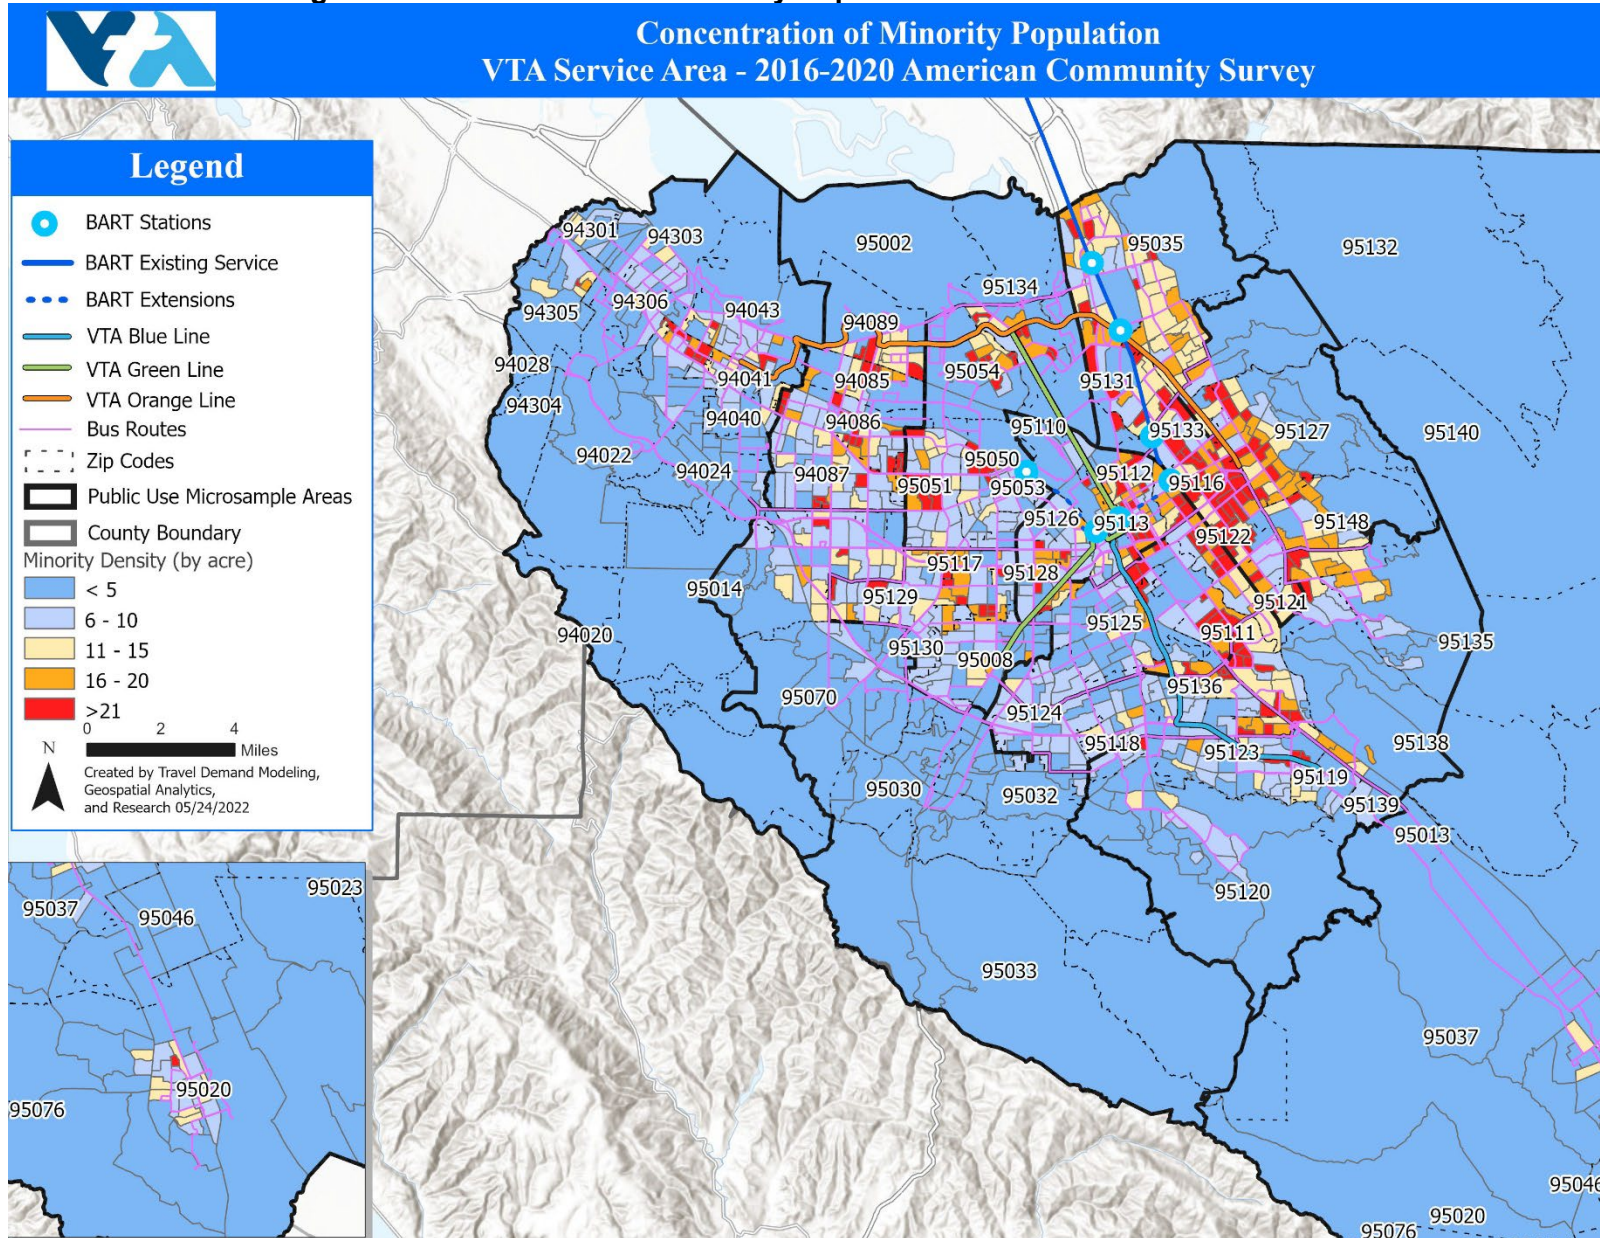 VTA
Concentration of Minority Population
VTA Service Area - 2016-2020 American Community Survey
Legend
BART Stations
BART Existing Service
BART Extensions
VTA Blue Line
VTA Green Line
VTA Orange Line
Bus Routes
Zip Codes
Public Use Microsample Areas
County Boundary
Minority Density (by acre)
< 5
6 - 10
11 - 15
16 - 20
>21
0 2 4
Miles
N
Created by Travel Demand Modeling,
Geospatial Analytics,
and Research 05/24/2022
94301
94303
95002
95035
95132
94305
94306
94043
95134
94089
94028
94041
94085
95054
95131
94304
94040
94086
95110
95133
95127
95140
94022
94024
94087
95050
95051
95053
95112
95116
95126
95113
95148
95122
95117
95128
95014
95129
95121
94020
95130
95125
95111
95135
95008
95070
95136
95124
95118
95123
95138
95119
95030
95032
95139
95013
95120
95033
95037
95046
95020
95076
95023
95037
95046
95020
95076